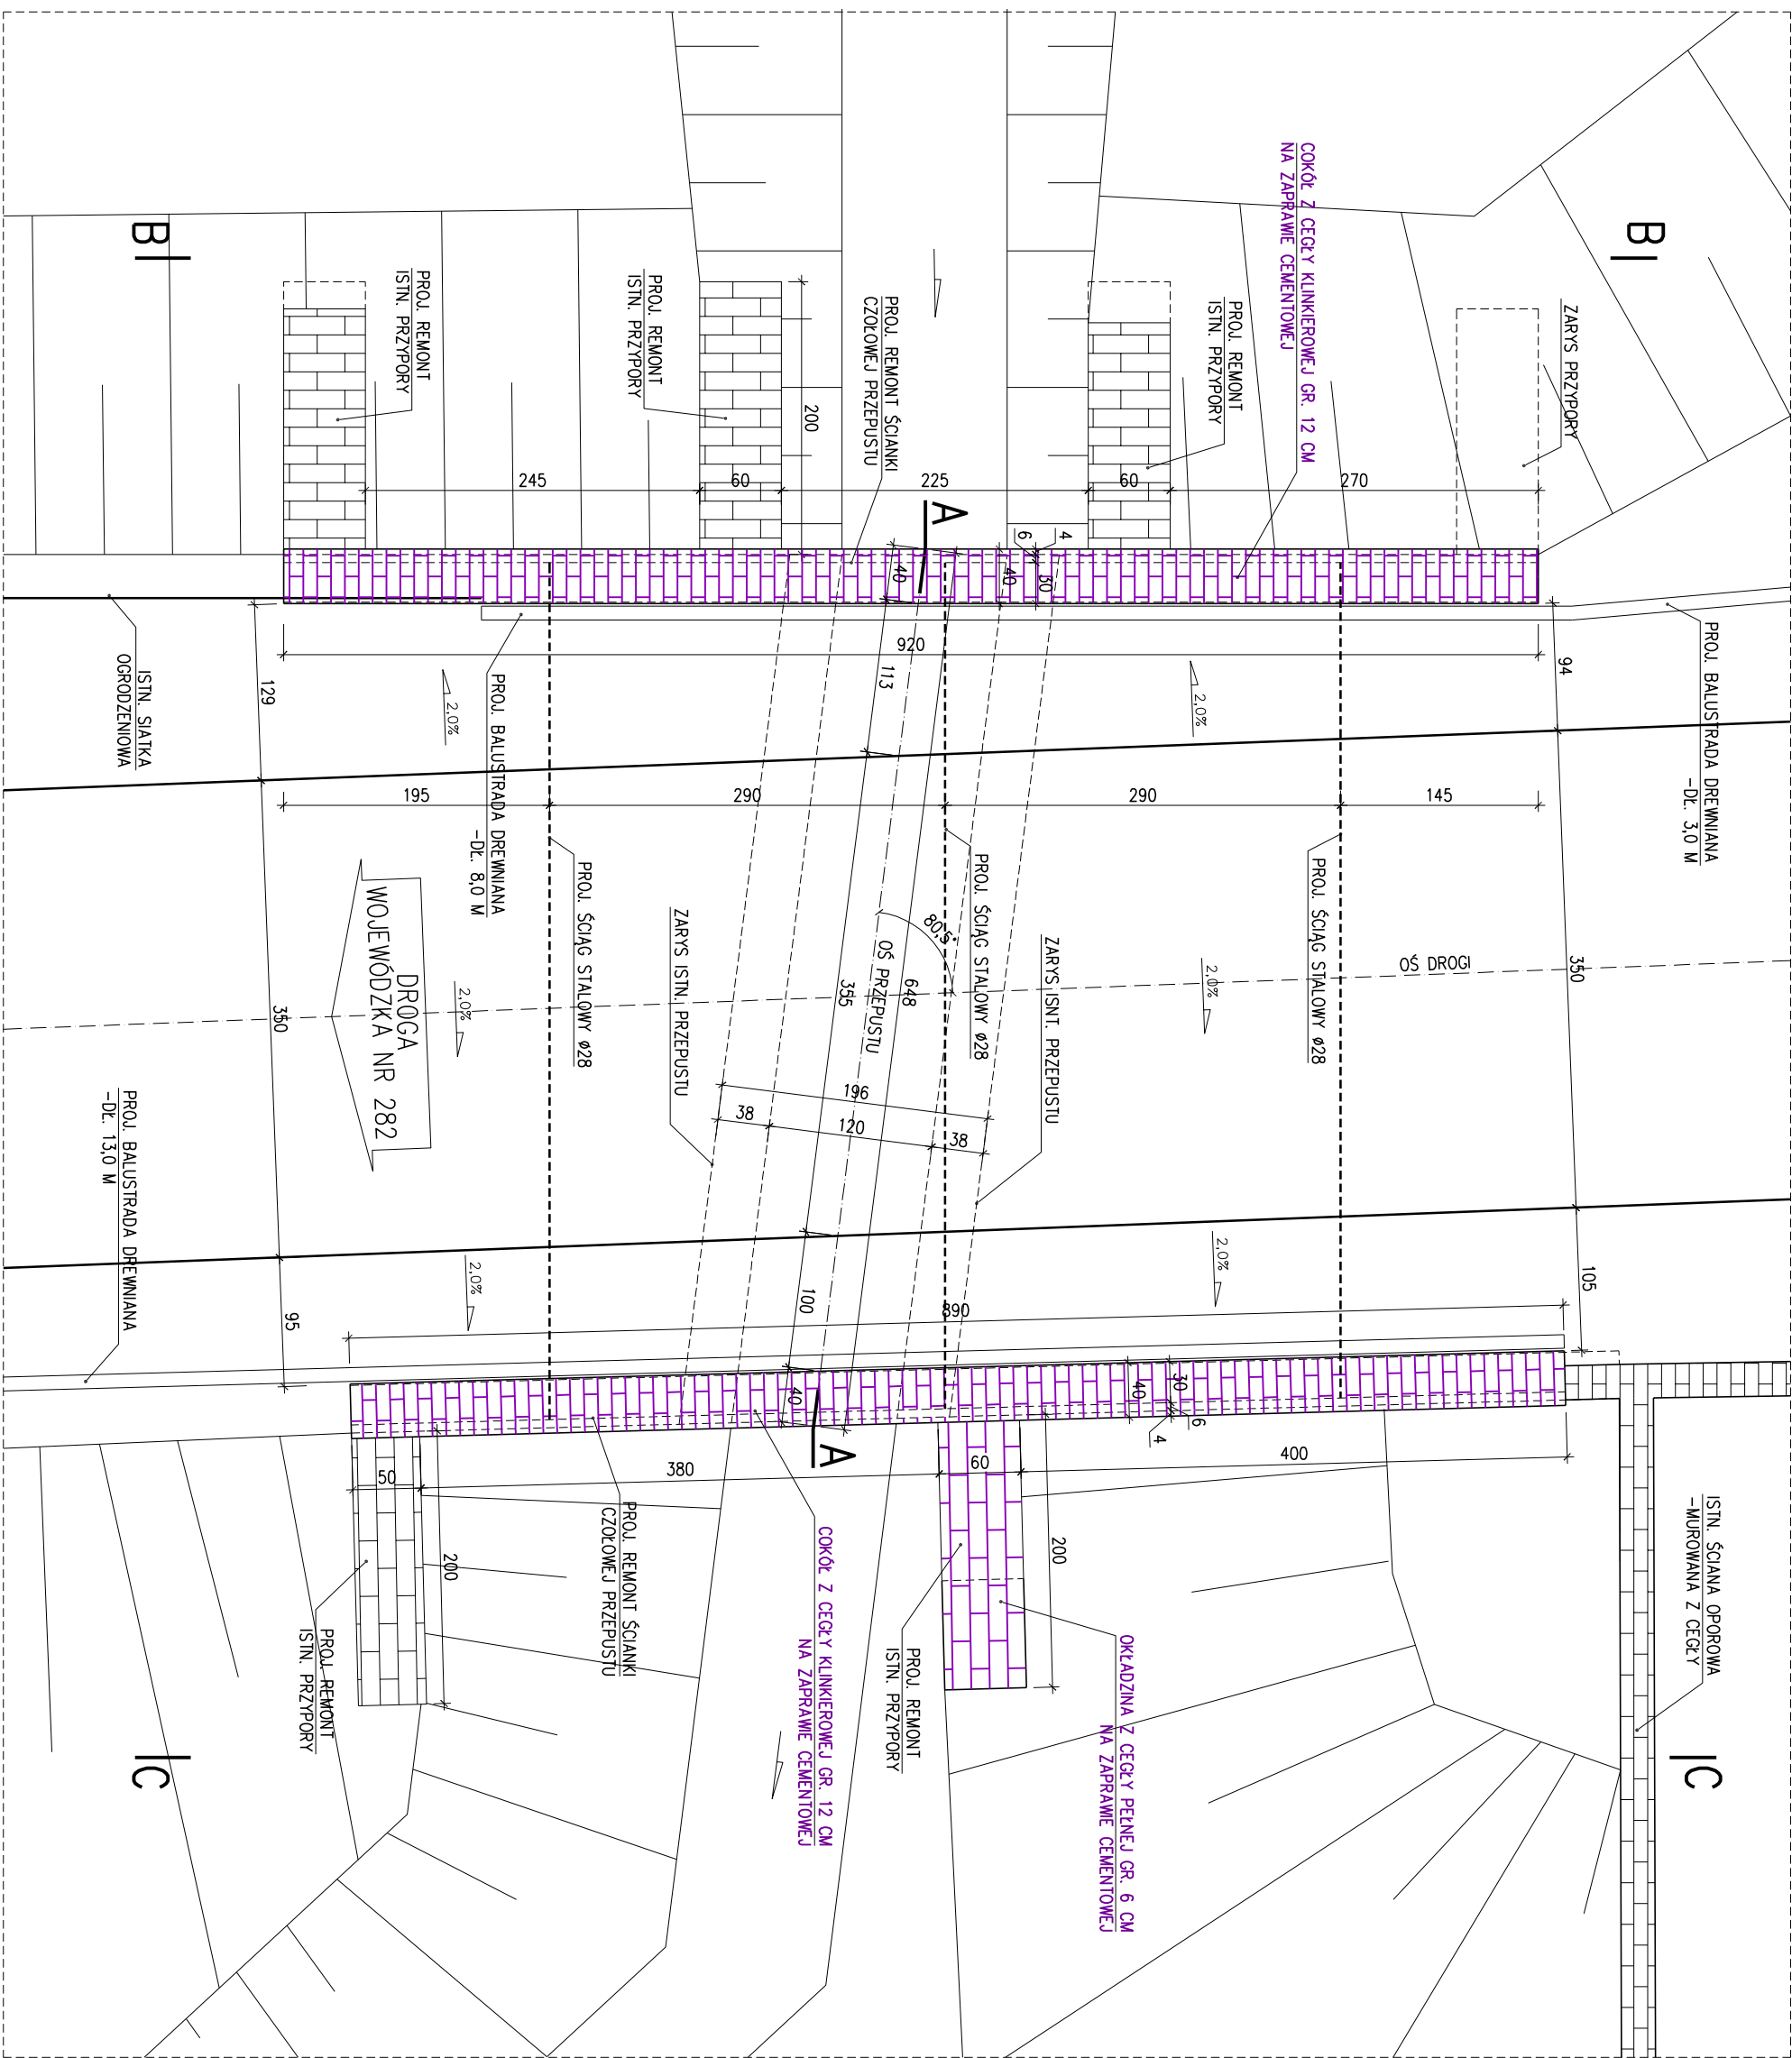 B
B
COKÓŁ Z CEGŁY KLINKIEROWEJ GR. 12 CM
NA ZAPRAWIE CEMENTOWEJ
ZARYS PRZYPORY
PROJ. REMONT
ISTN. PRZYPORY
PROJ. REMONT
ISTN. PRZYPORY
PROJ. REMONT ŚCIANKI
CZOŁOWEJ PRZEPUSTU
PROJ. REMONT
ISTN. PRZYPORY
200
245
60
225
60
270
A
6
4
40
40
30
920
113
129
94
ISTN. SIATKA
OGRODZENIOWA
2,0%
2,0%
PROJ. BALUSTRADA DREWNIANA
-DŁ. 8,0 M
PROJ. BALUSTRADA DREWNIANA
-DŁ. 3,0 M
195
290
290
145
PROJ. ŚCIĄG STALOWY ø28
PROJ. ŚCIĄG STALOWY ø28
PROJ. ŚCIĄG STALOWY ø28
ZARYS ISTN. PRZEPUSTU
ZARYS ISNT. PRZEPUSTU
80,5°
OŚ PRZEPUSTU
648
355
OŚ DROGI
350
350
DROGA
WOJEWÓDZKA NR 282
2,0%
2,0%
196
38
120
38
PROJ. BALUSTRADA DREWNIANA
-DŁ. 13,0 M
2,0%
2,0%
95
100
105
890
40
40
30
6
4
A
50
380
60
400
200
200
PROJ. REMONT ŚCIANKI
CZOŁOWEJ PRZEPUSTU
PROJ. REMONT
ISTN. PRZYPORY
COKÓŁ Z CEGŁY KLINKIEROWEJ GR. 12 CM
NA ZAPRAWIE CEMENTOWEJ
PROJ. REMONT
ISTN. PRZYPORY
OKŁADZINA Z CEGŁY PEŁNEJ GR. 6 CM
NA ZAPRAWIE CEMENTOWEJ
ISTN. ŚCIANA OPOROWA
-MUROWANA Z CEGŁY
C
C